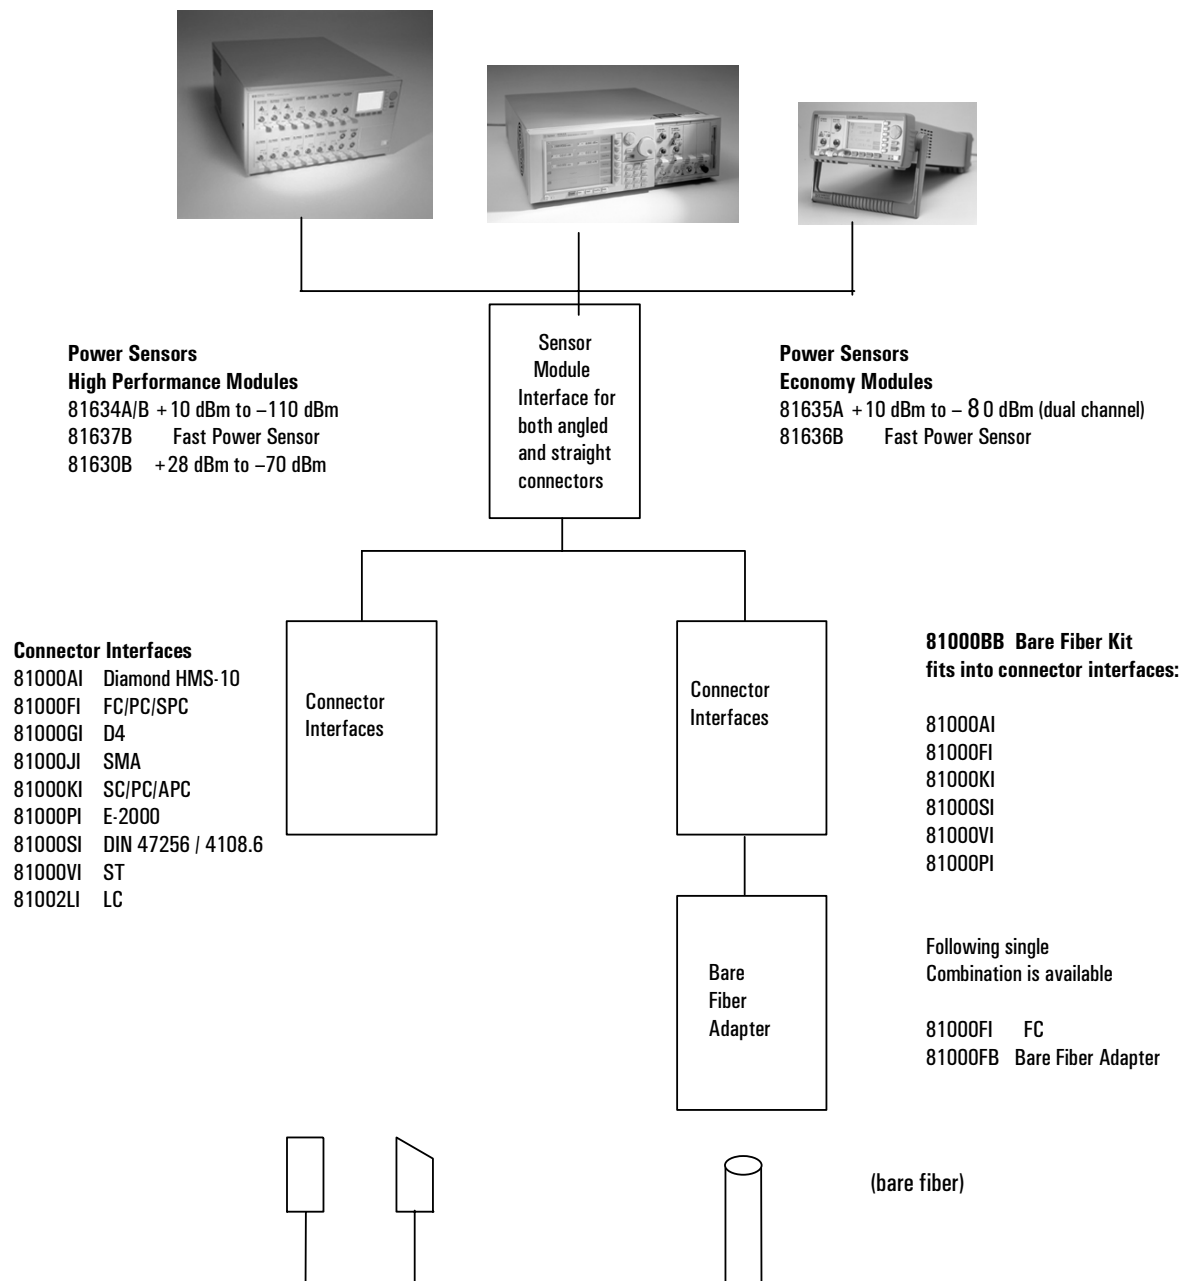 Sensor
Module
Interface for
both angled
and straight
connectors
Power Sensors
High Performance Modules
81634A/B +10 dBm to –110 dBm
81637B Fast Power Sensor
81630B +28 dBm to –70 dBm
Power Sensors
Economy Modules
81635A +10 dBm to – 80 dBm (dual channel)
81636B Fast Power Sensor
Connector Interfaces
81000AI Diamond HMS-10
81000FI FC/PC/SPC
81000GI D4
81000JI SMA
81000KI SC/PC/APC
81000PI E-2000
81000SI DIN 47256 / 4108.6
81000VI ST
81002LI LC
Connector
Interfaces
Connector
Interfaces
81000BB Bare Fiber Kit
fits into connector interfaces:
81000AI
81000FI
81000KI
81000SI
81000VI
81000PI
Bare
Fiber
Adapter
Following single
Combination is available
81000FI FC
81000FB Bare Fiber Adapter
(bare fiber)